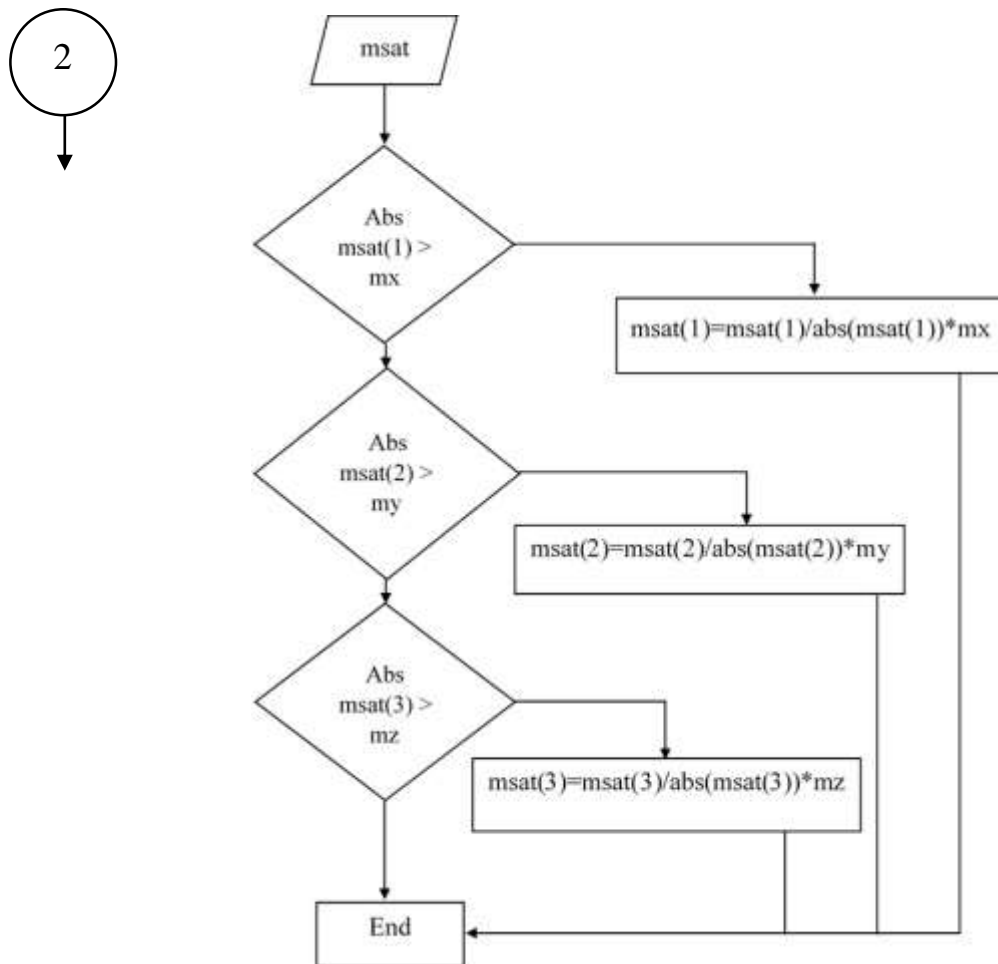 2
msat
Abs
msat(1) >
mx
msat(1)=msat(1)/abs(msat(1))*mx
Abs
msat(2) >
my
msat(2)=msat(2)/abs(msat(2))*my
Abs
msat(3) >
mz
msat(3)=msat(3)/abs(msat(3))*mz
End